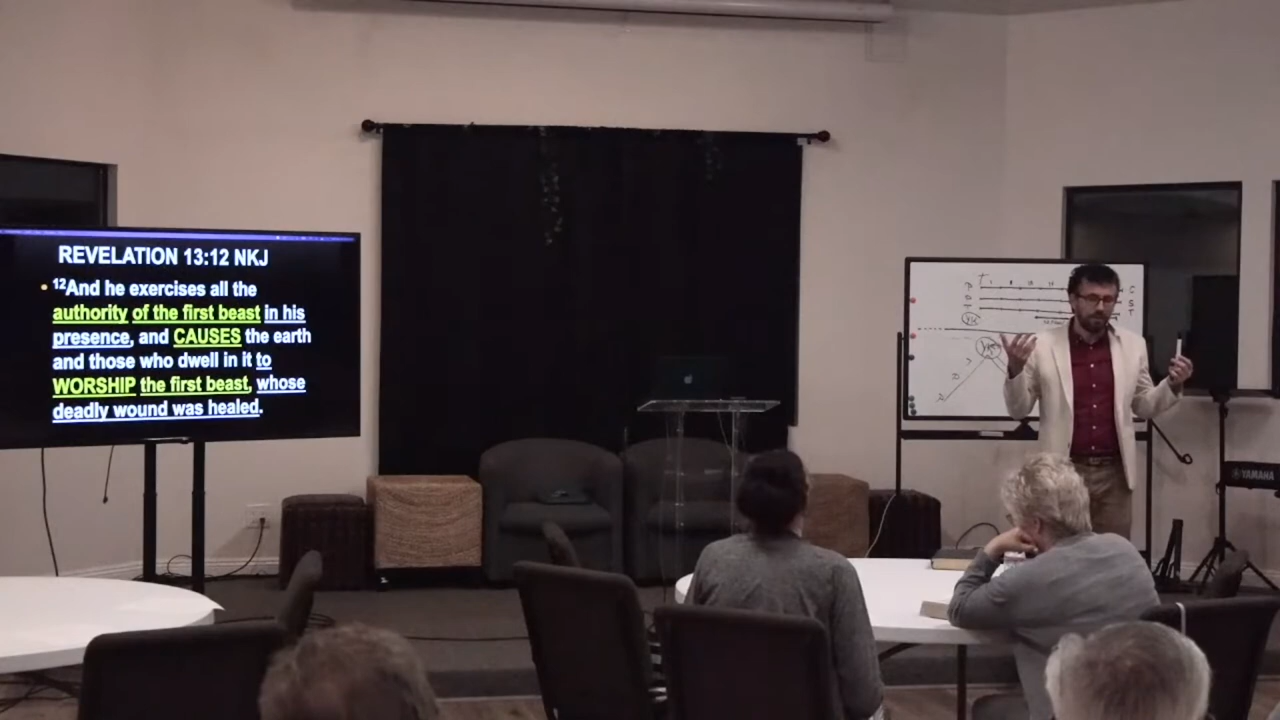 REVELATION 13:12 NKJ
• 12And he exercises all the
authority of the first beast in his
presence, and CAUSES the earth
and those who dwell in it to
WORSHIP the first beast, whose
deadly wound was healed.
YAMAHA